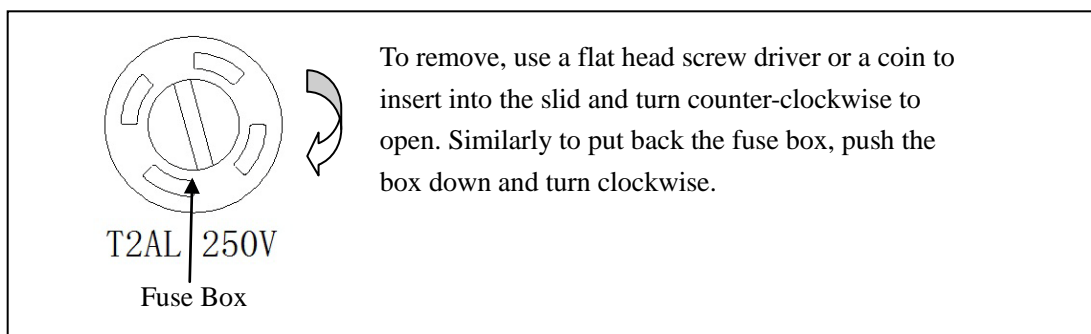 To remove, use a flat head screw driver or a coin to
insert into the slid and turn counter-clockwise to
open. Similarly to put back the fuse box, push the
box down and turn clockwise.
T2AL 250V
Fuse Box